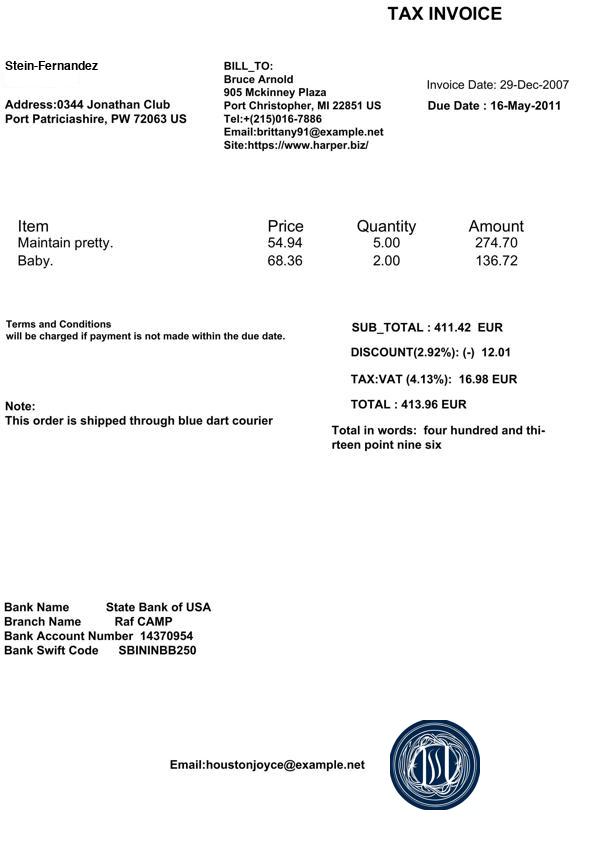 TAX INVOICE
Stein-Fernandez
Address:0344 Jonathan Club
Port Patriciashire, PW 72063 US
BILL_TO:
Bruce Arnold
905 Mckinney Plaza
Port Christopher, MI 22851 US
Tel:+(215)016-7886
Email:brittany91@example.net
Site:https://www.harper.biz/
Invoice Date: 29-Dec-2007
Due Date : 16-May-2011
Item Price Quantity Amount
Maintain pretty. 54.94 5.00 274.70
Baby. 68.36 2.00 136.72
Terms and Conditions
will be charged if payment is not made within the due date.
SUB_TOTAL : 411.42 EUR
DISCOUNT(2.92%): (-) 12.01
TAX:VAT (4.13%): 16.98 EUR
TOTAL : 413.96 EUR
Note:
This order is shipped through blue dart courier
Total in words: four hundred and thi-
rteen point nine six
Bank Name State Bank of USA
Branch Name Raf CAMP
Bank Account Number 14370954
Bank Swift Code SBININBB250
Email:houstonjoyce@example.net